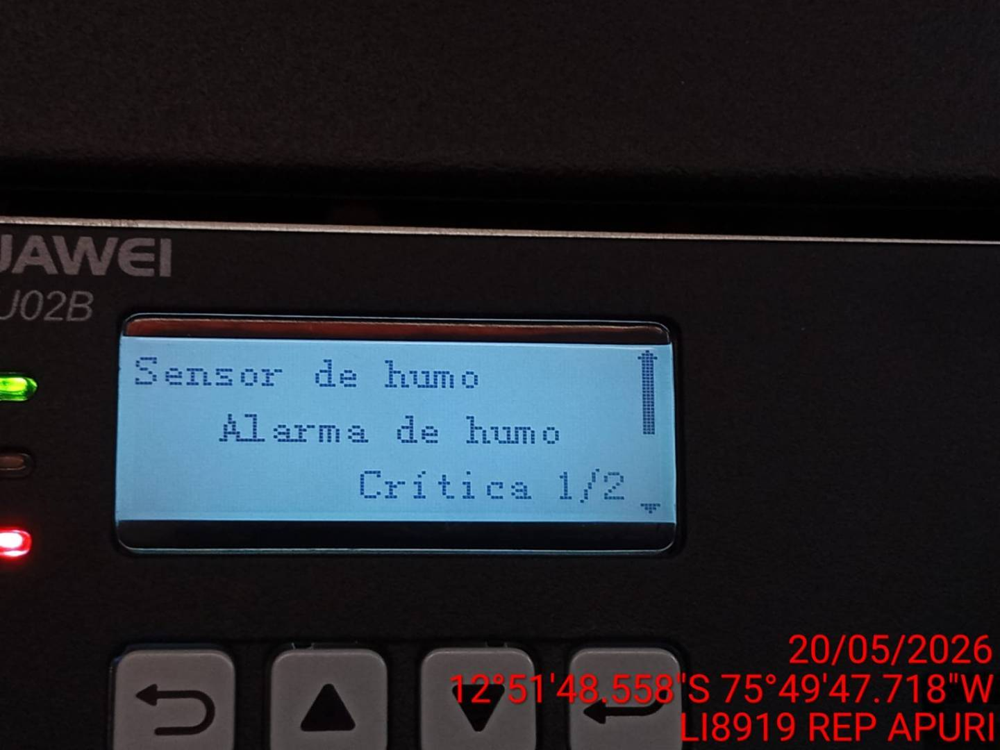 UAWEI
U02B
Sensor de humo
Alarma de humo
Crítica 1/2
20/05/2026
12°51'48.558"S 75°49'47.718"W
LI8919 REP APURI